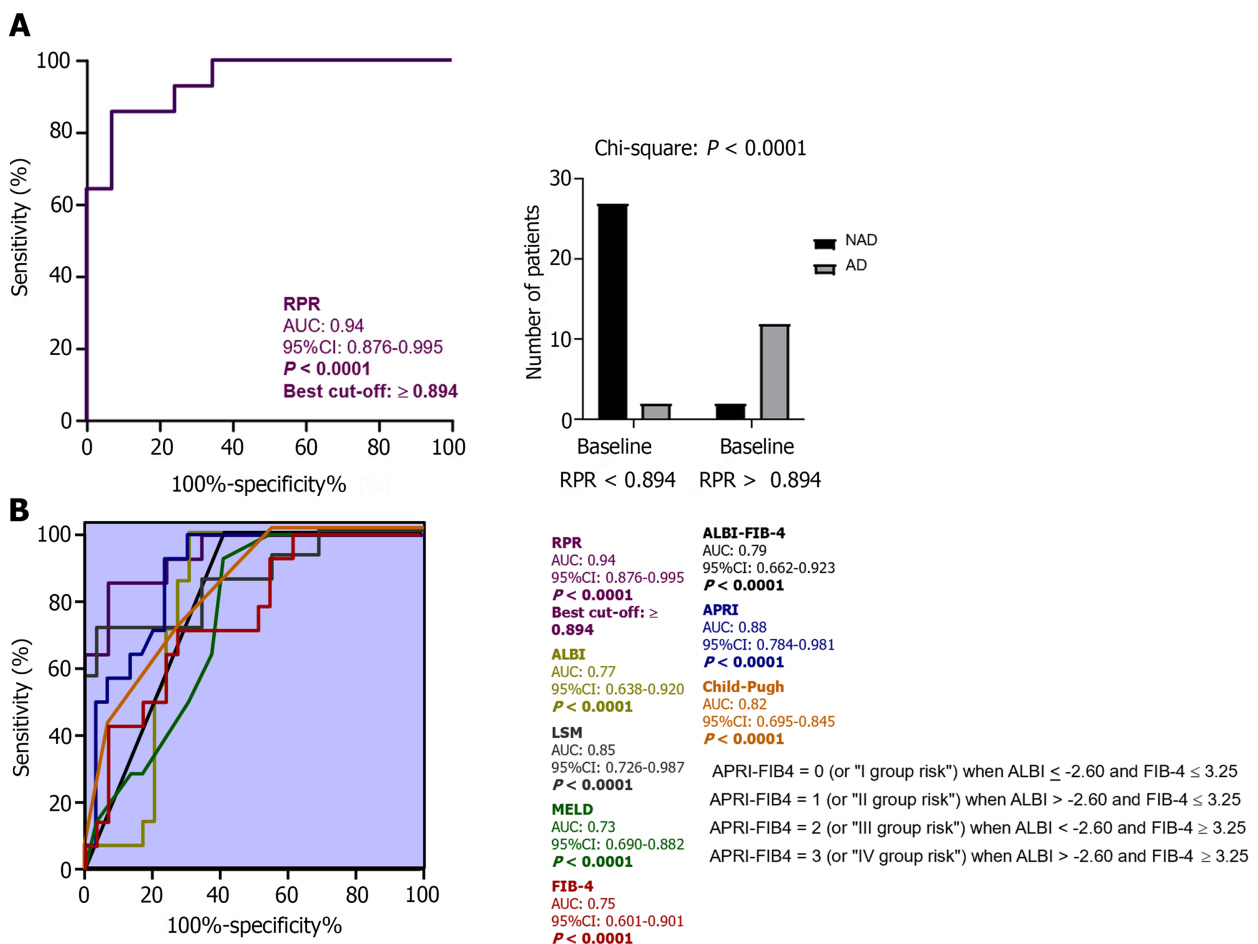 A
100
80
60
40
20
0
Sensitivity (%)
RPR
AUC: 0.94
95%CI: 0.876-0.995
P < 0.0001
Best cut-off: ≥ 0.894
0 20 40 60 80 100
100%-specificity%
Chi-square: P < 0.0001
30
20
10
0
Number of patients
NAD
AD
Baseline Baseline
RPR < 0.894 RPR > 0.894
B
100
80
60
40
20
0
Sensitivity (%)
0 20 40 60 80 100
100%-specificity%
RPR
AUC: 0.94
95%CI: 0.876-0.995
P < 0.0001
Best cut-off: ≥
0.894
ALBI
AUC: 0.77
95%CI: 0.638-0.920
P < 0.0001
LSM
AUC: 0.85
95%CI: 0.726-0.987
P < 0.0001
MELD
AUC: 0.73
95%CI: 0.690-0.882
P < 0.0001
FIB-4
AUC: 0.75
95%CI: 0.601-0.901
P < 0.0001
ALBI-FIB-4
AUC: 0.79
95%CI: 0.662-0.923
P < 0.0001
APRI
AUC: 0.88
95%CI: 0.784-0.981
P < 0.0001
Child-Pugh
AUC: 0.82
95%CI: 0.695-0.845
P < 0.0001
APRI-FIB4 = 0 (or "I group risk") when ALBI ≤ -2.60 and FIB-4 ≤ 3.25
APRI-FIB4 = 1 (or "II group risk") when ALBI > -2.60 and FIB-4 ≤ 3.25
APRI-FIB4 = 2 (or "III group risk") when ALBI < -2.60 and FIB-4 ≥ 3.25
APRI-FIB4 = 3 (or "IV group risk") when ALBI > -2.60 and FIB-4 ≥ 3.25